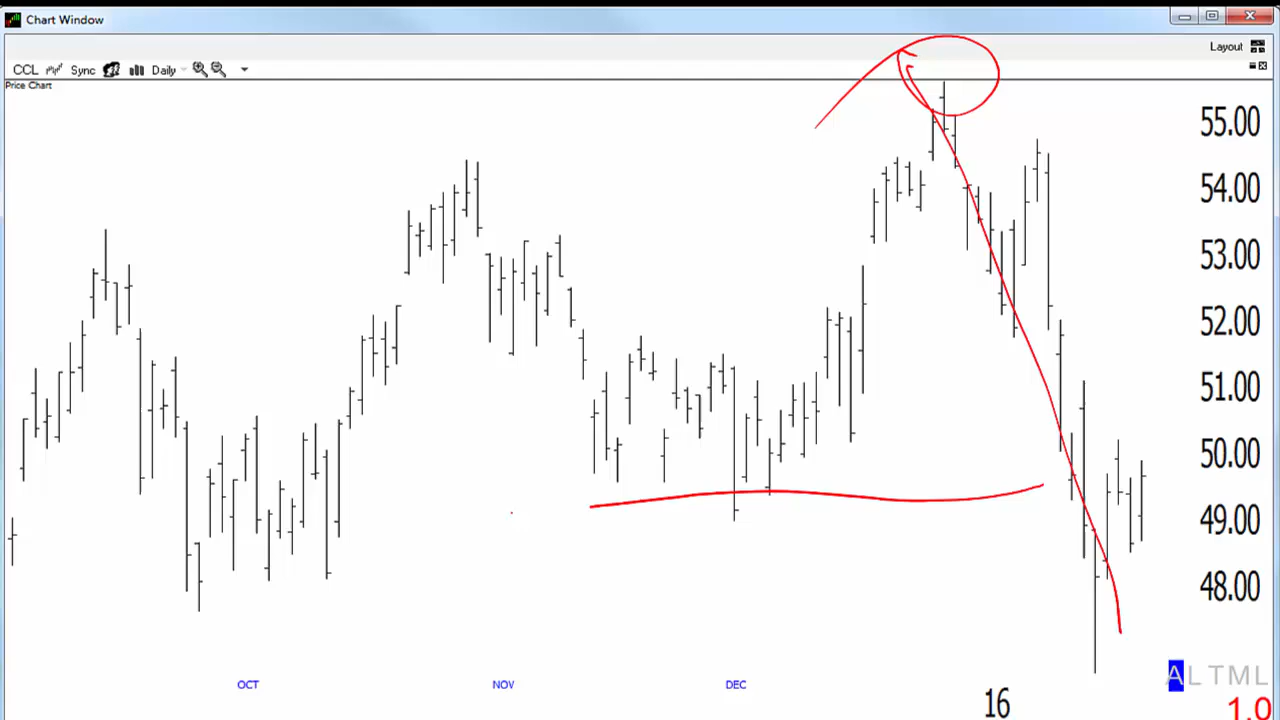 Chart Window
Layout
CCL Sync Daily
Price Chart
55.00
54.00
53.00
52.00
51.00
50.00
49.00
48.00
A L T M L
OCT NOV DEC
16
1.0